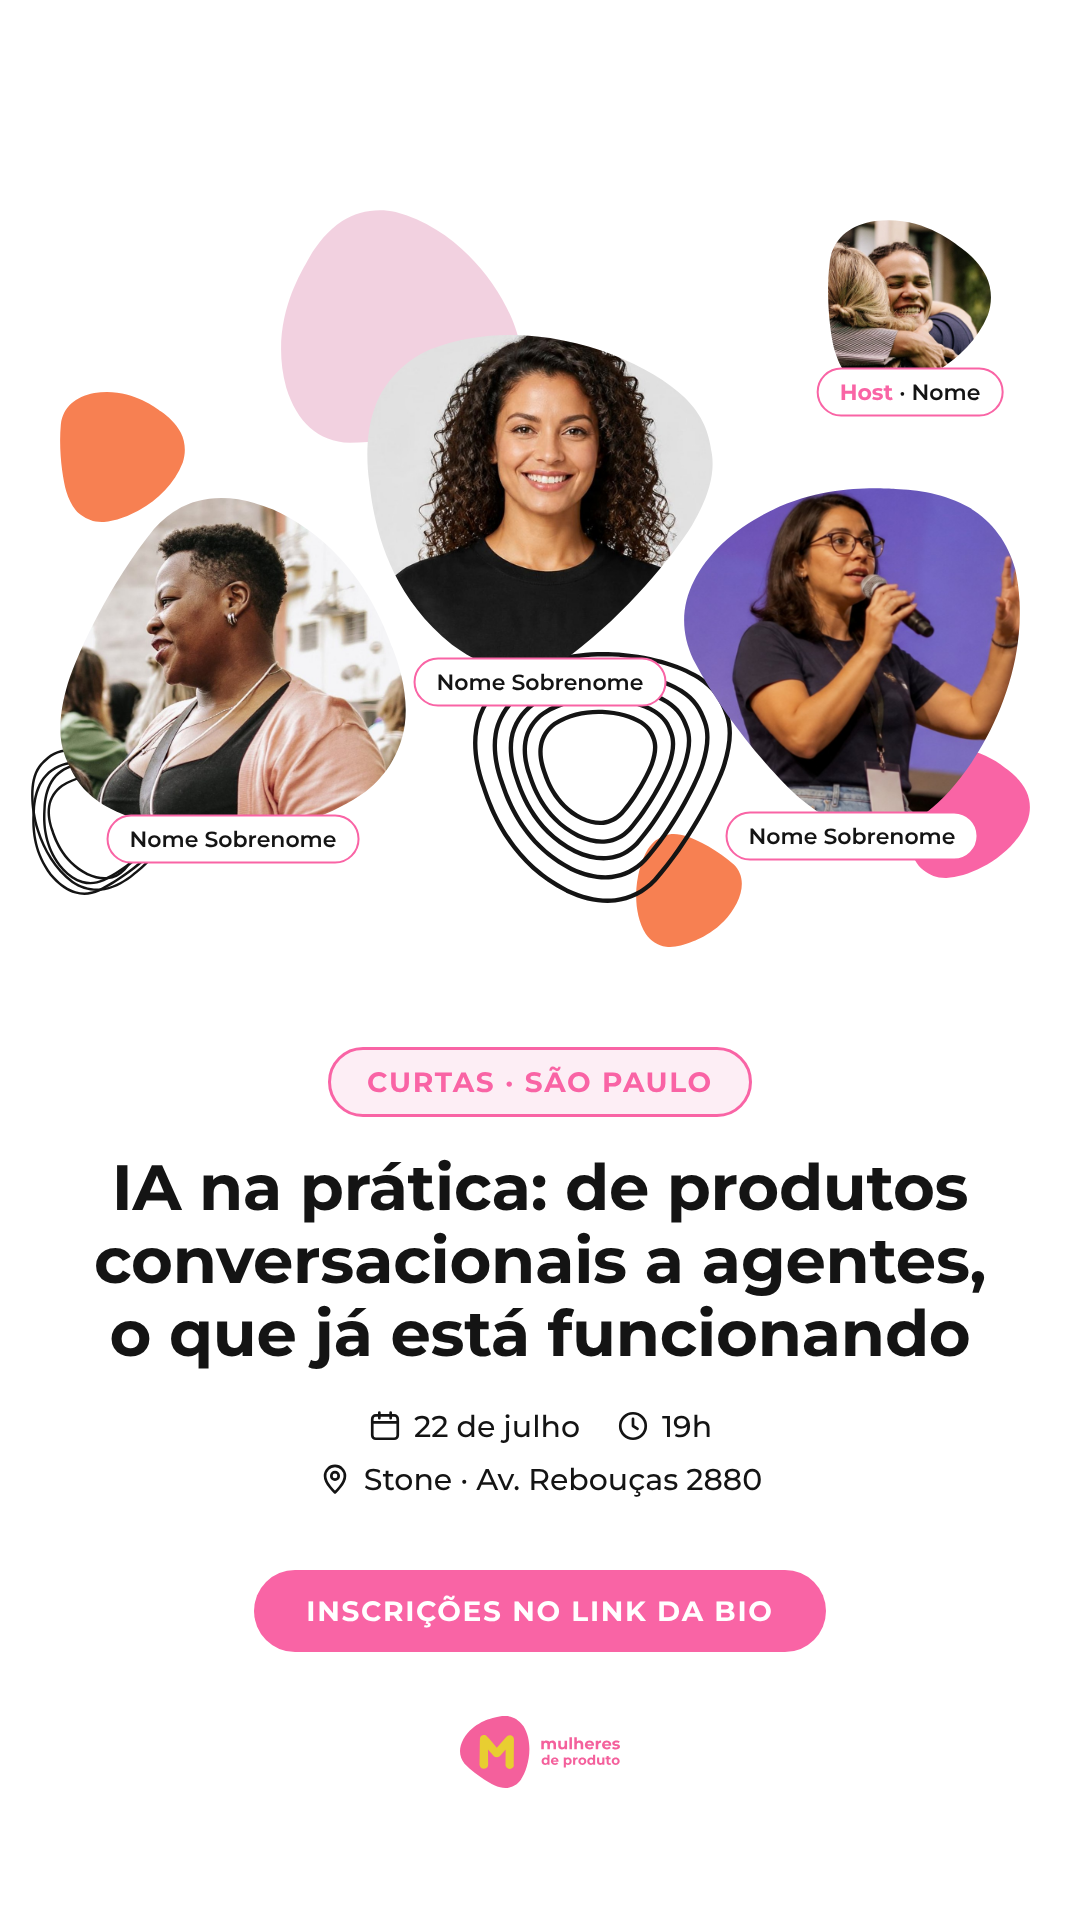 Host · Nome
Nome Sobrenome
Nome Sobrenome
Nome Sobrenome
CURTAS · SÃO PAULO
IA na prática: de produtos
conversacionais a agentes,
o que já está funcionando
22 de julho 19h
Stone · Av. Rebouças 2880
INSCRIÇÕES NO LINK DA BIO
M
mulheres
de produto